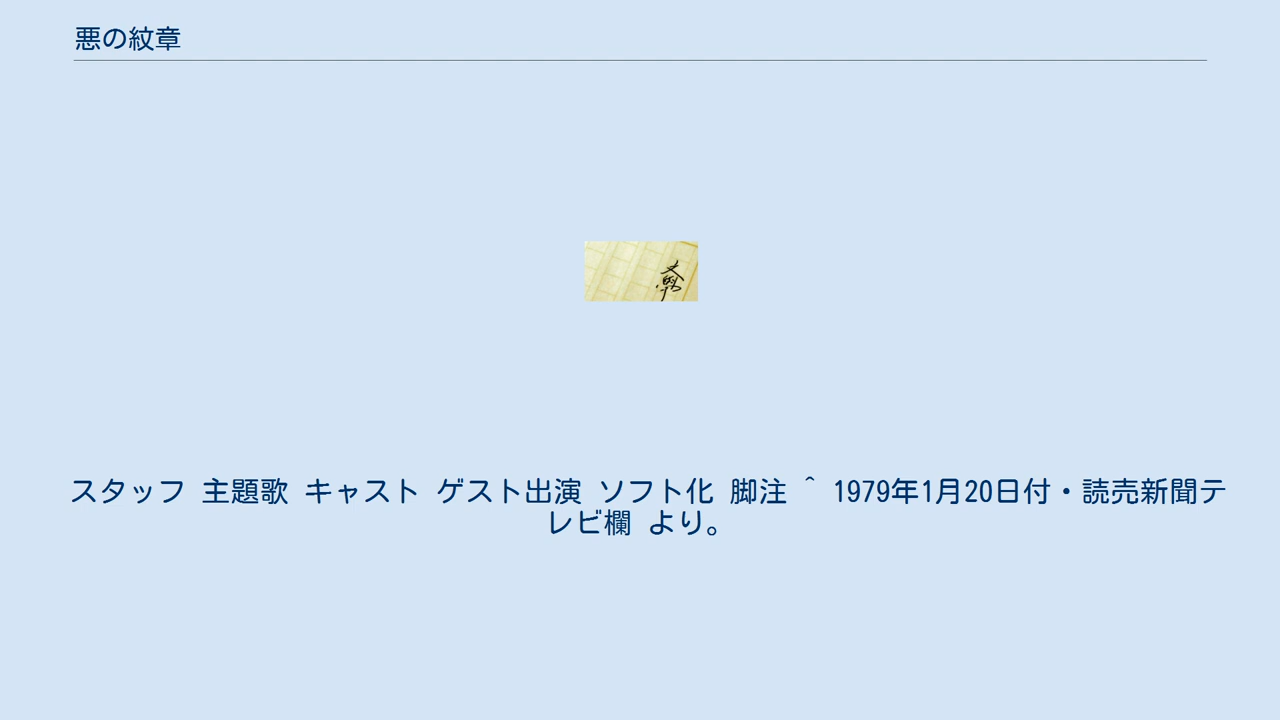 悪の紋章
スタッフ 主題歌 キャスト ゲスト出演 ソフト化 脚注 ^ 1979年1月20日付・読売新聞テ
レビ欄 より。